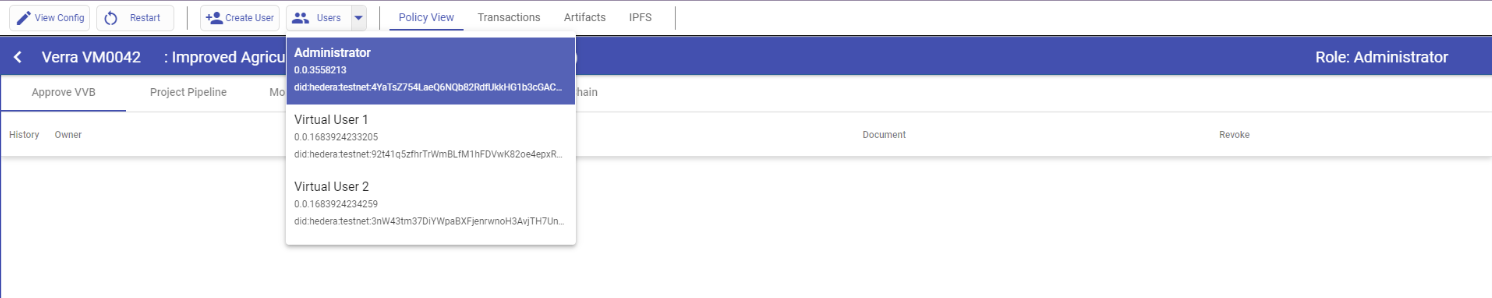 View Config Restart Create User Users Policy View Transactions Artifacts IPFS
Verra VM0042 : Improved Agricu ) Role: Administrator
Administrator
0.0.3558213
did:hedera:testnet:4YaTsZ754LaeQ6NQb82RdfUkkHG1b3cGAC...
Approve VVB Project Pipeline Mo hain
Virtual User 1
History Owner Document Revoke
0.0.1683924233205
did:hedera:testnet:92t41q5zfhrTrWmBLfM1hFDVwK82oe4epxR...
Virtual User 2
0.0.1683924234259
did:hedera:testnet:3nW43tm37DiYWpaBXFjenrwnoH3AvjTH7Un...